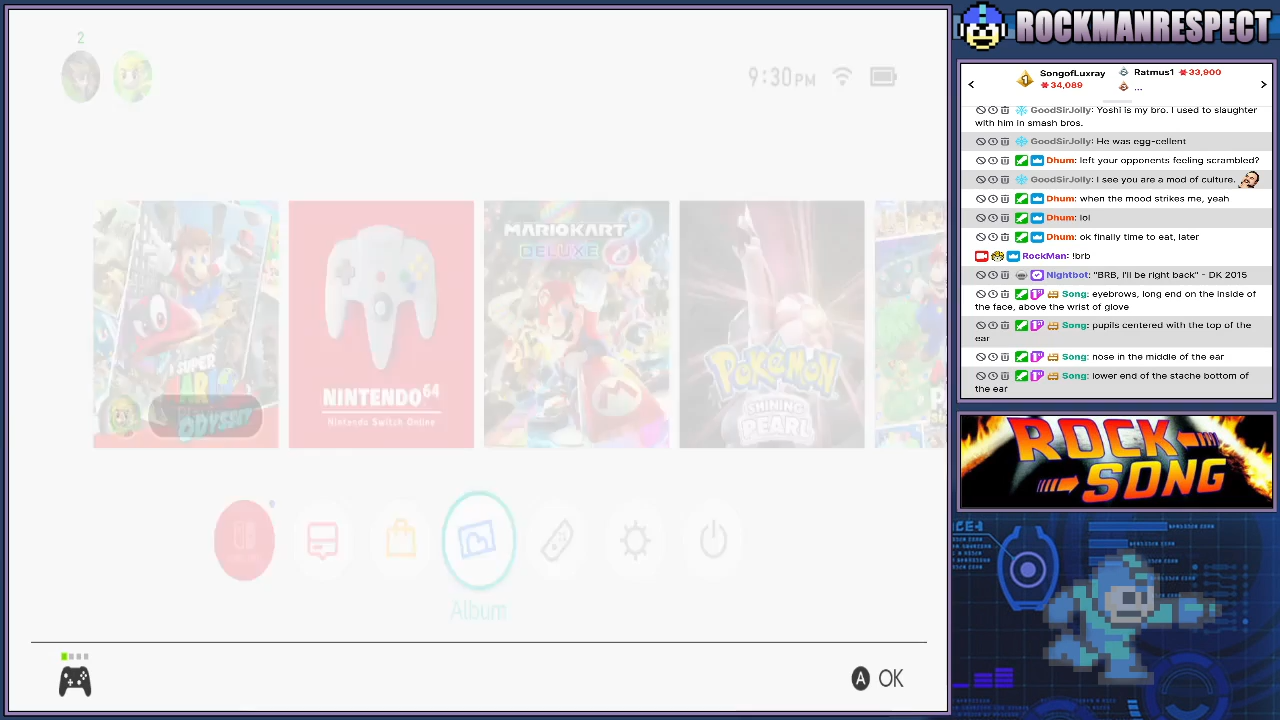 2
9:30 PM
SUPER MARIO ODYSSEY
NINTENDO 64
Nintendo Switch Online
MARIOKART 8
DELUXE
Pokémon
SHINING
PEARL
Album
A OK
ROCKMANRESPECT
1 SongofLuxray
34,089
Ratmus1 33,900
...
GoodSirJolly: Yoshi is my bro. I used to slaughter
with him in smash bros.
GoodSirJolly: He was egg-cellent
Dhum: left your opponents feeling scrambled?
GoodSirJolly: I see you are a mod of culture.
Dhum: when the mood strikes me, yeah
Dhum: lol
Dhum: ok finally time to eat, later
RockMan: !brb
Nightbot: "BRB, I'll be right back" - DK 2015
Song: eyebrows, long end on the inside of
the face, above the wrist of glove
Song: pupils centered with the top of the
ear
Song: nose in the middle of the ear
Song: lower end of the stache bottom of
the ear
ROCK
SONG